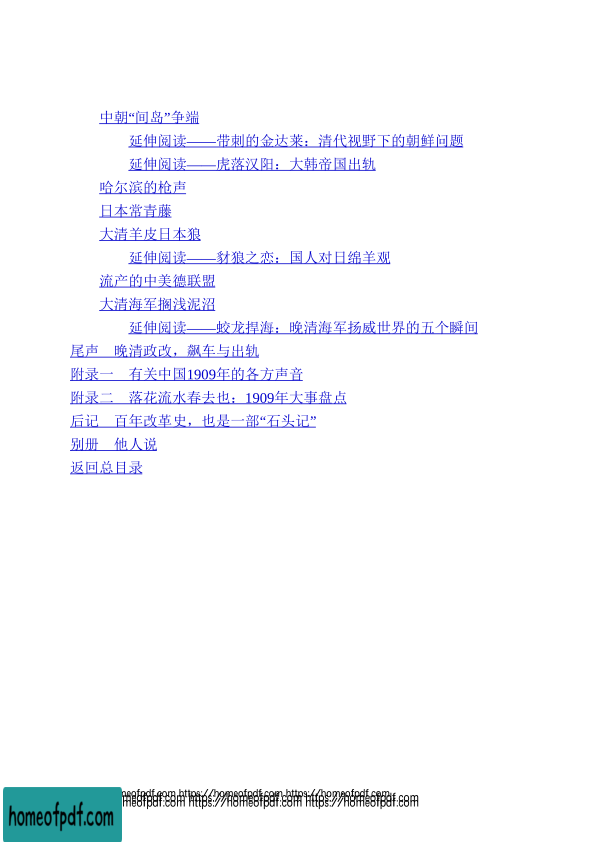 中朝“间岛”争端
延伸阅读——带刺的金达莱：清代视野下的朝鲜问题
延伸阅读——虎落汉阳：大韩帝国出轨
哈尔滨的枪声
日本常青藤
大清羊皮日本狼
延伸阅读——豺狼之恋：国人对日绵羊观
流产的中美德联盟
大清海军搁浅泥沼
延伸阅读——蛟龙捍海：晚清海军扬威世界的五个瞬间
尾声　晚清政改，飙车与出轨
附录一　有关中国1909年的各方声音
附录二　落花流水春去也：1909年大事盘点
后记　百年改革史，也是一部“石头记”
别册　他人说
返回总目录
meofpdf.com https://homeofpdf.com https://homeofpdf.com
meofpdf.com https://homeofpdf.com https://homeofpdf.com
homeofpdf.com